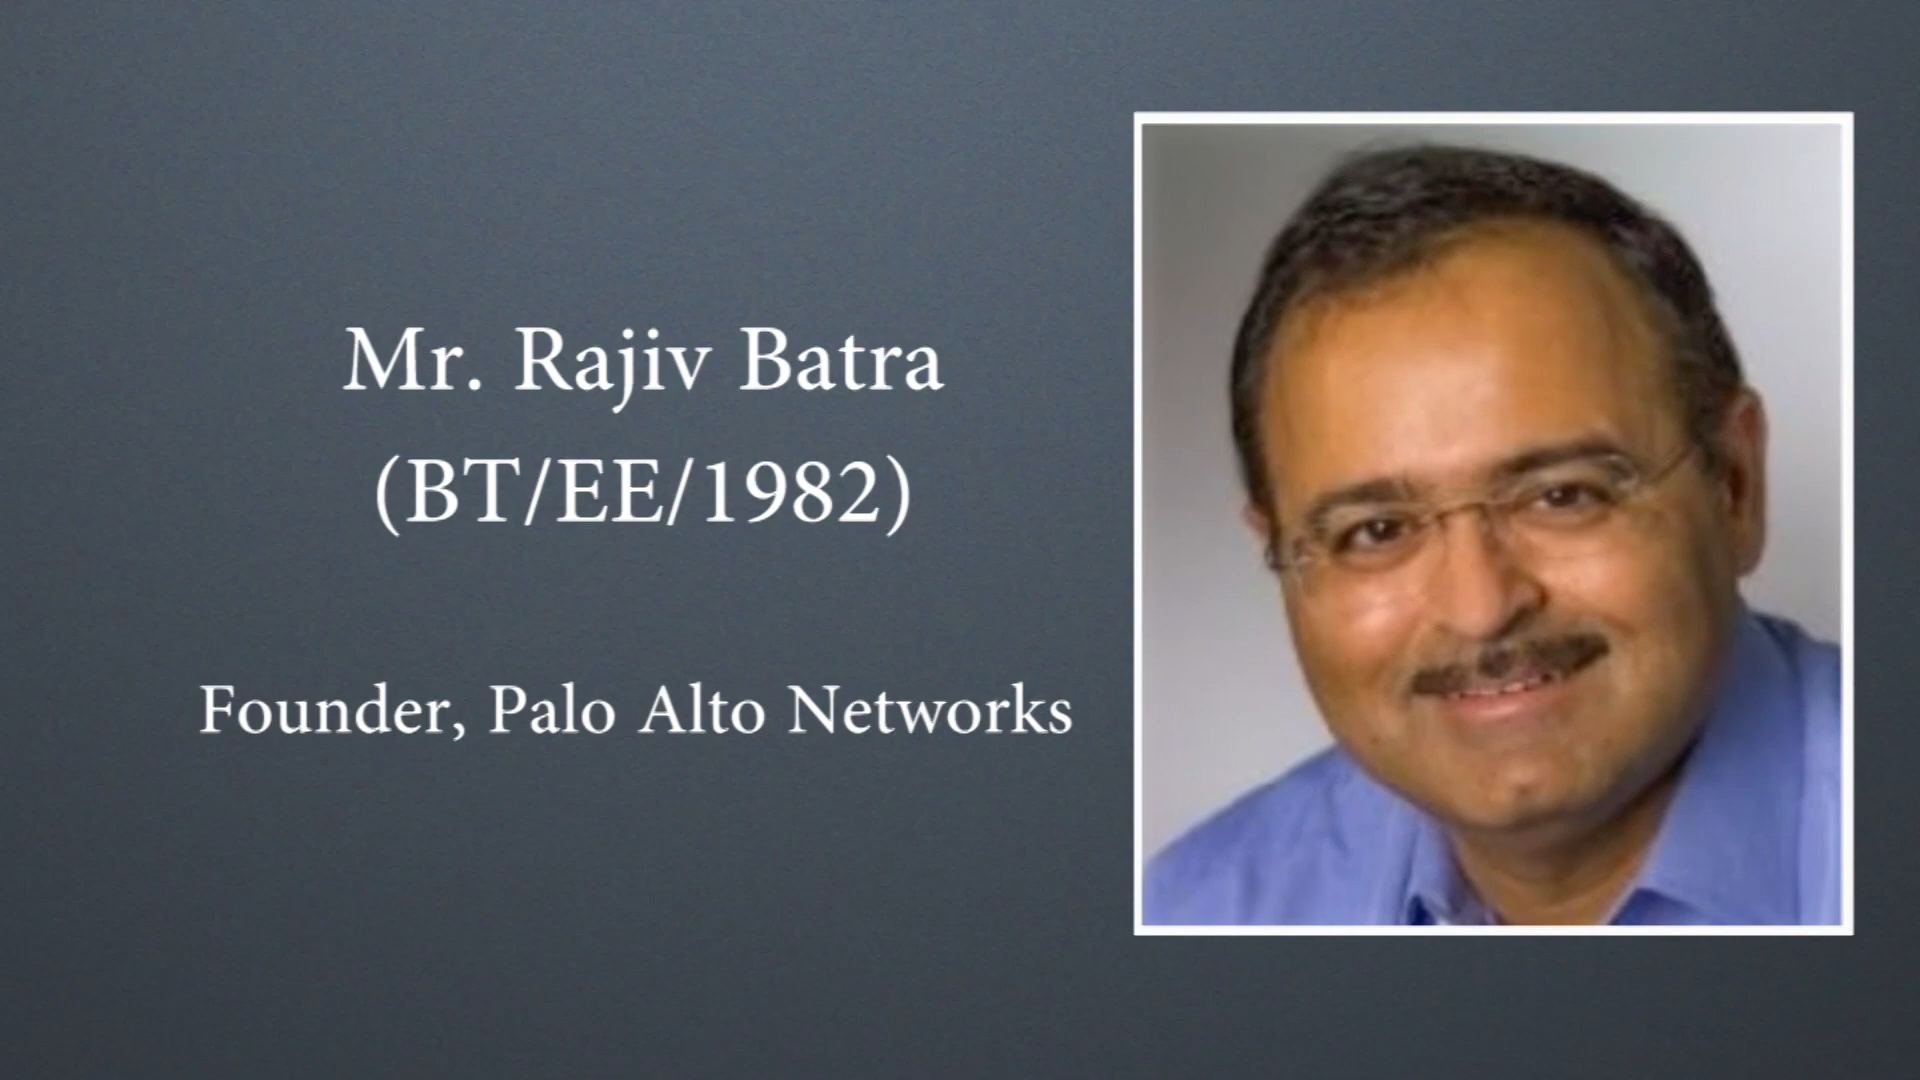 Mr. Rajiv Batra
(BT/EE/1982)
Founder, Palo Alto Networks